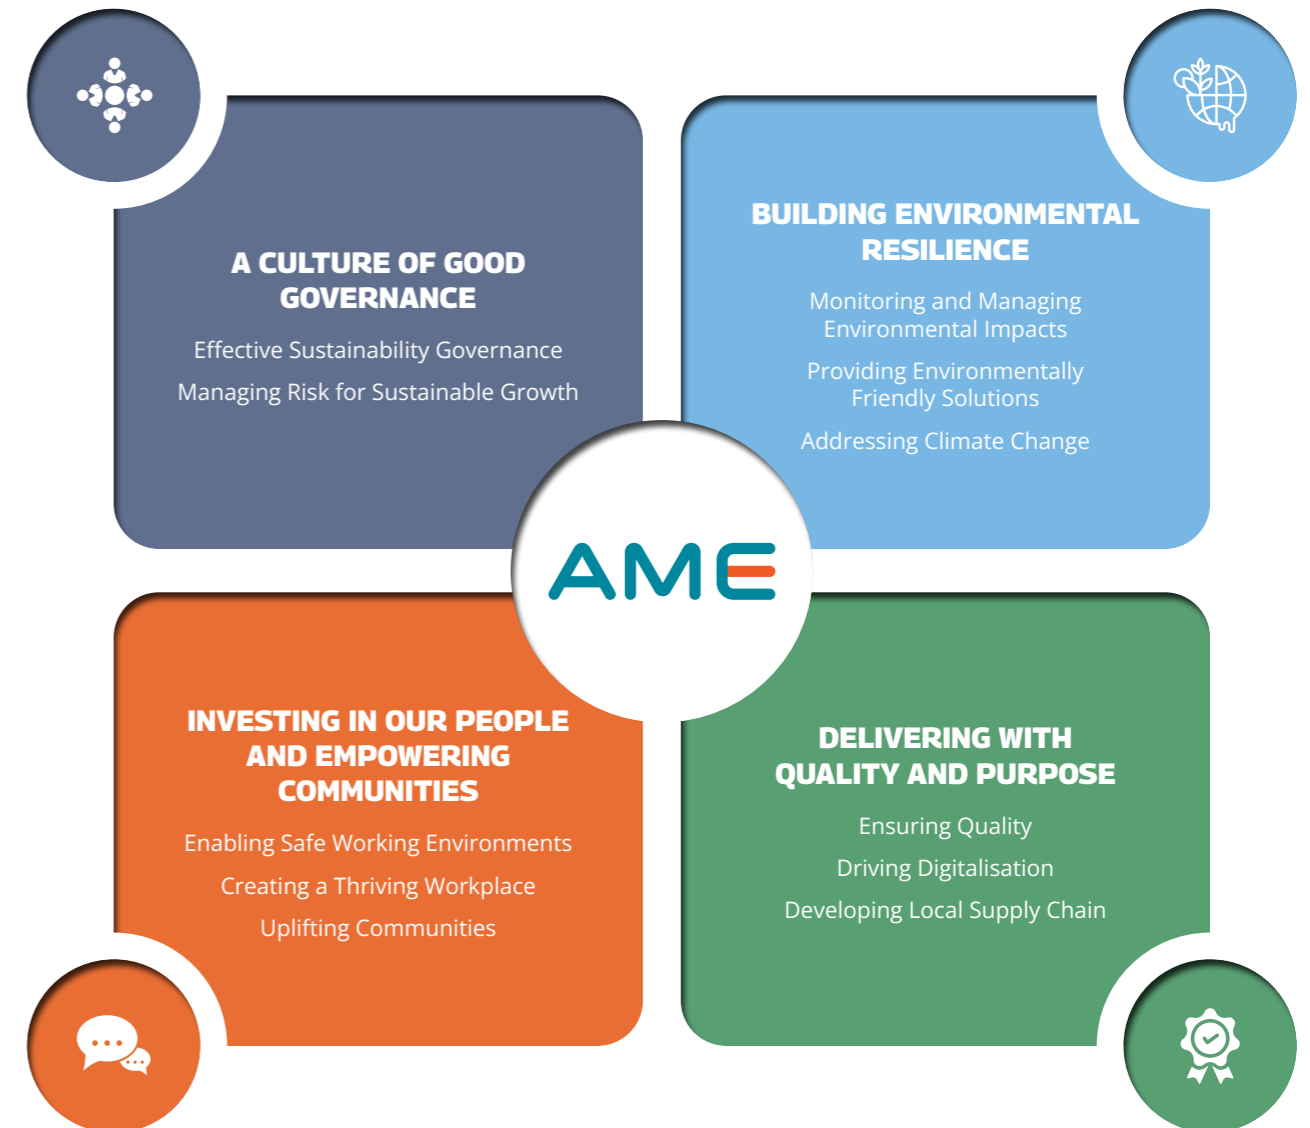 A CULTURE OF GOOD
GOVERNANCE
Effective Sustainability Governance
Managing Risk for Sustainable Growth
BUILDING ENVIRONMENTAL
RESILIENCE
Monitoring and Managing
Environmental Impacts
Providing Environmentally
Friendly Solutions
Addressing Climate Change
AME
INVESTING IN OUR PEOPLE
AND EMPOWERING
COMMUNITIES
Enabling Safe Working Environments
Creating a Thriving Workplace
Uplifting Communities
DELIVERING WITH
QUALITY AND PURPOSE
Ensuring Quality
Driving Digitalisation
Developing Local Supply Chain